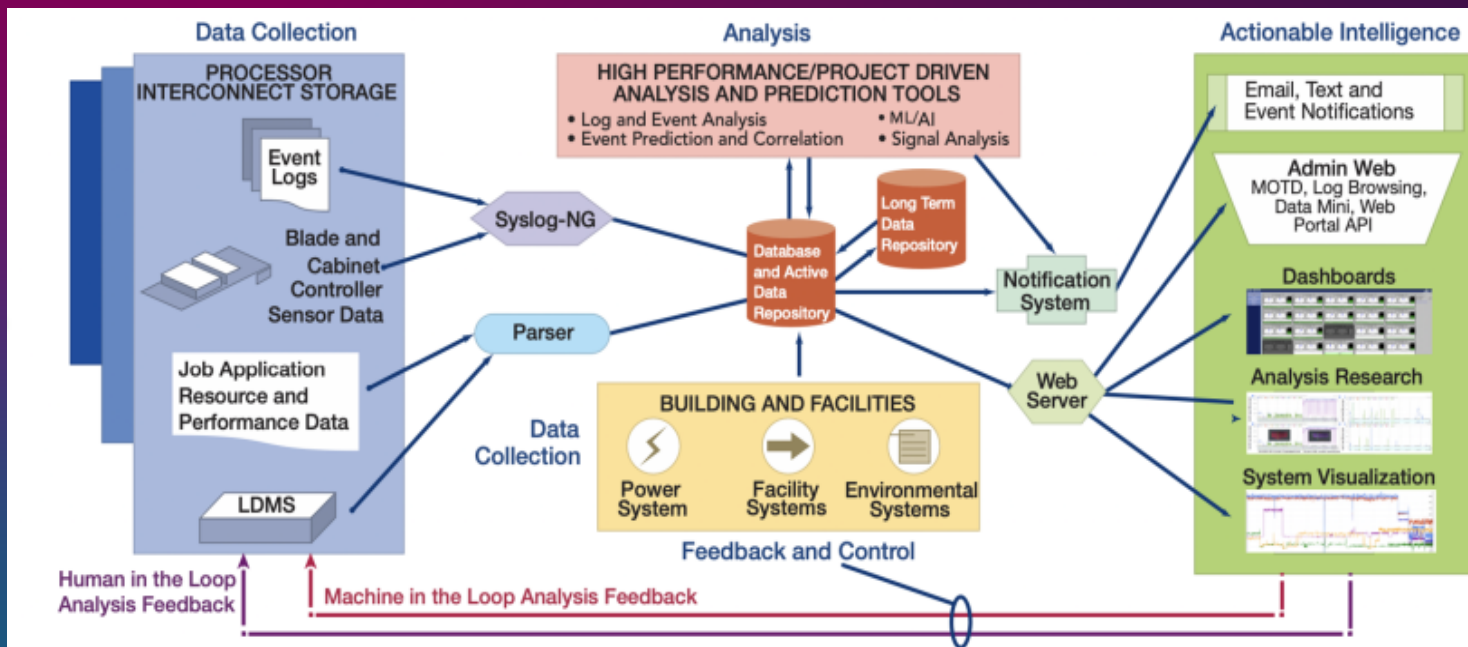 Data Collection
PROCESSOR
INTERCONNECT STORAGE
Event
Logs
Blade and
Cabinet
Controller
Sensor Data
Job Application
Resource and
Performance Data
LDMS
Syslog-NG
Parser
Analysis
HIGH PERFORMANCE/PROJECT DRIVEN
ANALYSIS AND PREDICTION TOOLS
• Log and Event Analysis
• Event Prediction and Correlation
• ML/AI
• Signal Analysis
Database
and Active
Data
Repository
Long Term
Data
Repository
Notification
System
Web
Server
Data
Collection
BUILDING AND FACILITIES
Power
System
Facility
Systems
Environmental
Systems
Actionable Intelligence
Email, Text and
Event Notifications
Admin Web
MOTD, Log Browsing,
Data Mini, Web
Portal API
Dashboards
Analysis Research
System Visualization
Feedback and Control
Human in the Loop
Analysis Feedback
Machine in the Loop Analysis Feedback